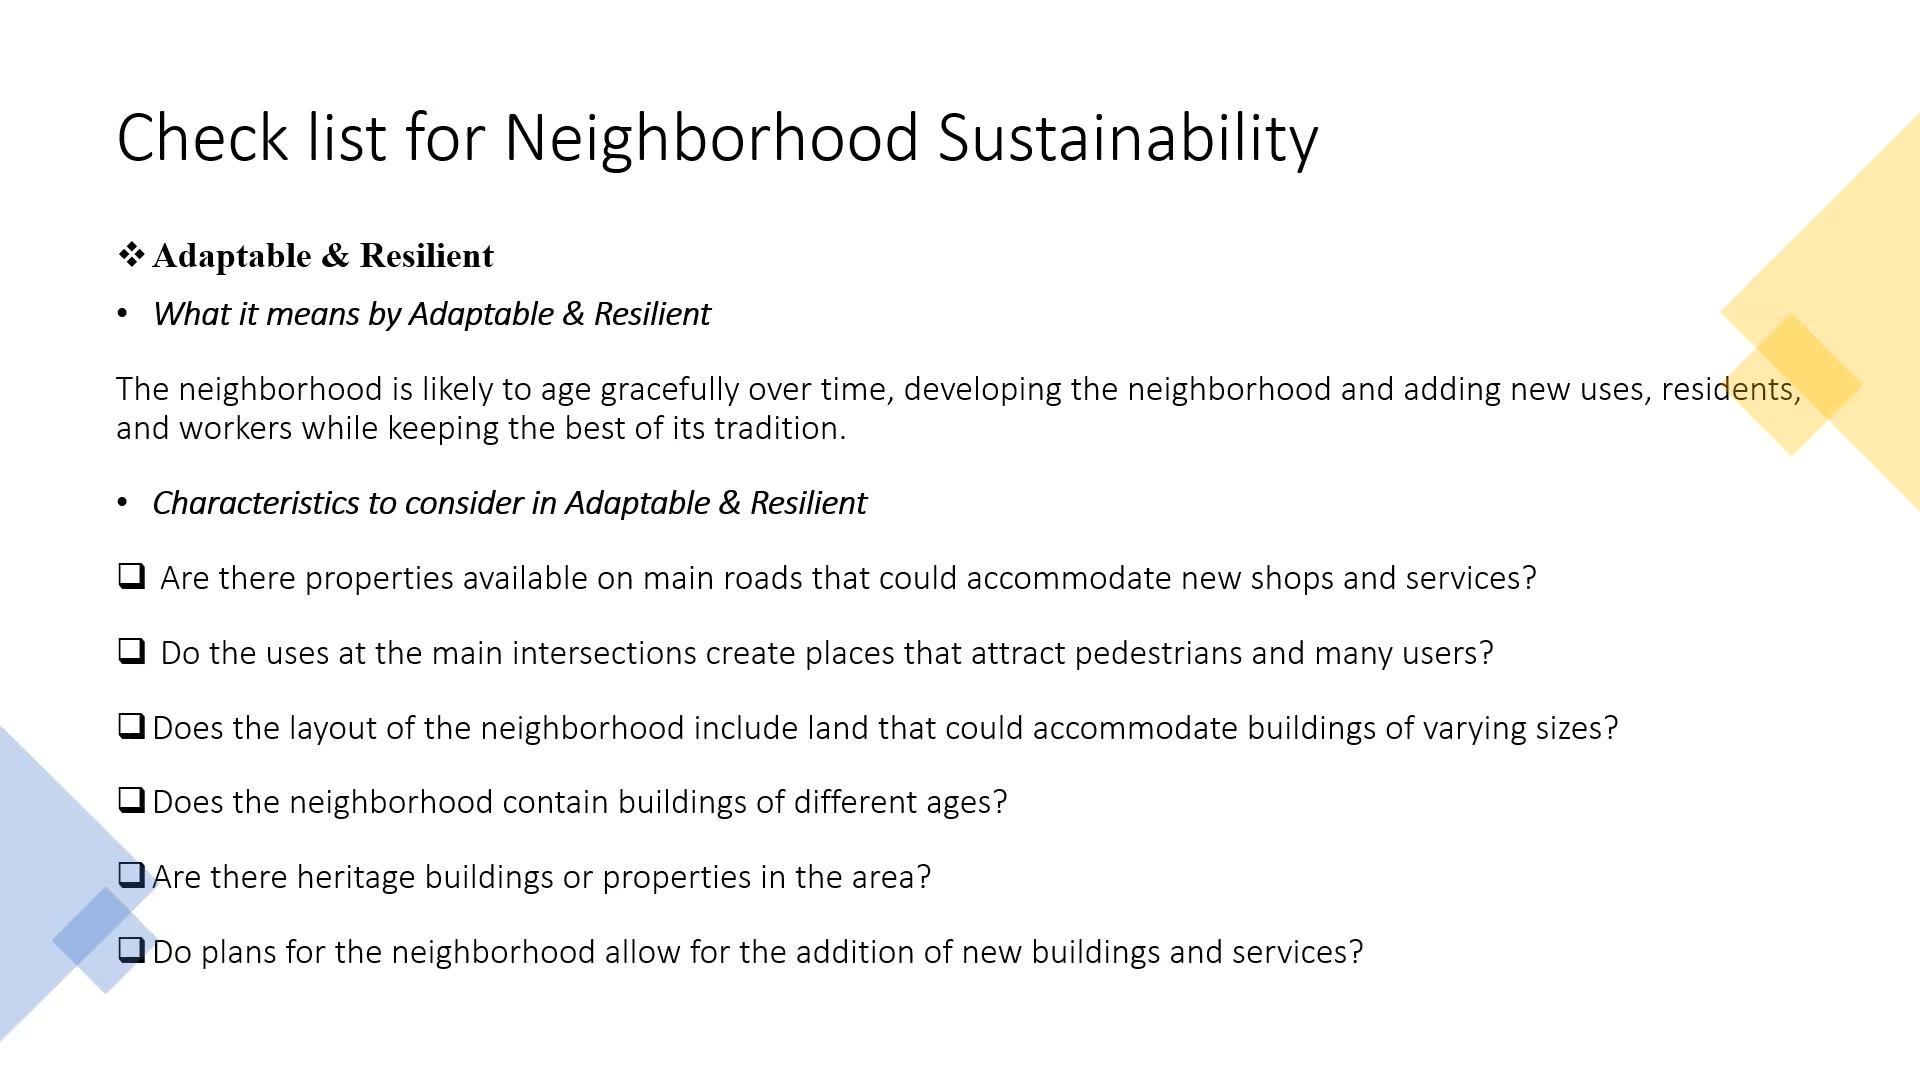 Check list for Neighborhood Sustainability
❖ Adaptable & Resilient
• What it means by Adaptable & Resilient
The neighborhood is likely to age gracefully over time, developing the neighborhood and adding new uses, residents,
and workers while keeping the best of its tradition.
• Characteristics to consider in Adaptable & Resilient
❑ Are there properties available on main roads that could accommodate new shops and services?
❑ Do the uses at the main intersections create places that attract pedestrians and many users?
❑ Does the layout of the neighborhood include land that could accommodate buildings of varying sizes?
❑ Does the neighborhood contain buildings of different ages?
❑ Are there heritage buildings or properties in the area?
❑ Do plans for the neighborhood allow for the addition of new buildings and services?